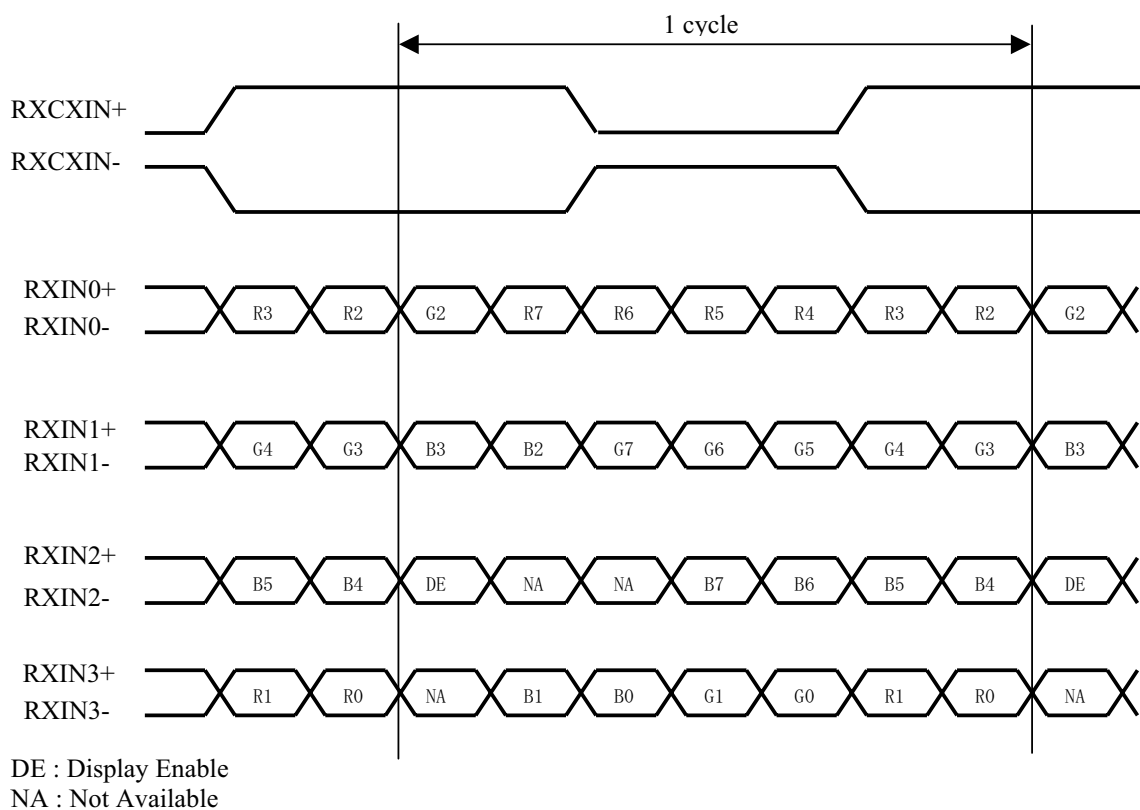 1 cycle
RXCXIN+
RXCXIN-
RXIN0+
R3 R2 G2 R7 R6 R5 R4 R3 R2 G2
RXIN0-
RXIN1+
G4 G3 B3 B2 G7 G6 G5 G4 G3 B3
RXIN1-
RXIN2+
B5 B4 DE NA NA B7 B6 B5 B4 DE
RXIN2-
RXIN3+
R1 R0 NA B1 B0 G1 G0 R1 R0 NA
RXIN3-
DE : Display Enable
NA : Not Available